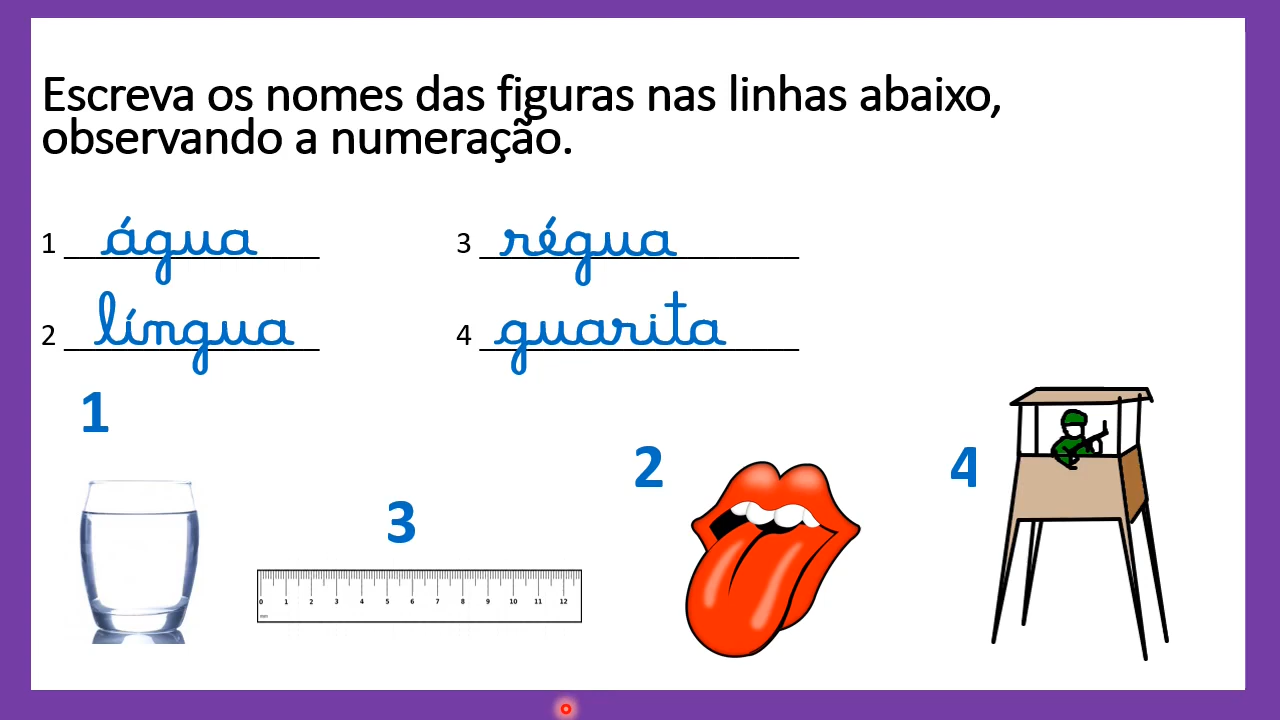 Escreva os nomes das figuras nas linhas abaixo,
observando a numeração.
1 água 3 régua
2 língua 4 guarita
1
2
4
3
0 1 2 3 4 5 6 7 8 9 10 11 12